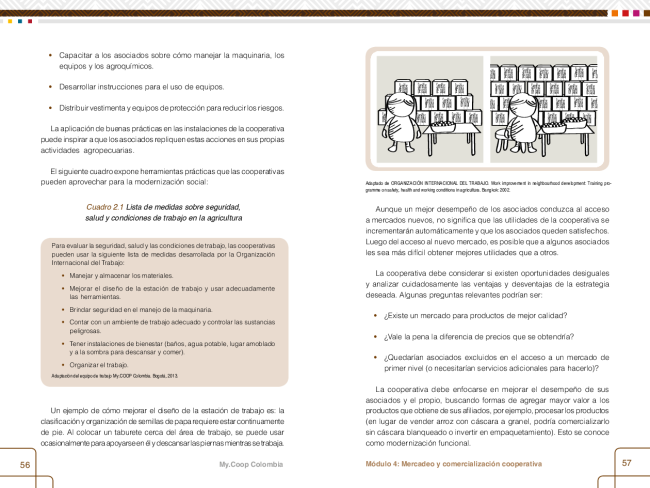 • Capacitar a los asociados sobre cómo manejar la maquinaria, los
equipos y los agroquímicos.
• Desarrollar instrucciones para el uso de equipos.
• Distribuir vestimenta y equipos de protección para reducir los riesgos.
La aplicación de buenas prácticas en las instalaciones de la cooperativa
puede inspirar a que los asociados repliquen estas acciones en sus propias
actividades agropecuarias.
El siguiente cuadro expone herramientas prácticas que las cooperativas
pueden aprovechar para la modernización social:
Cuadro 2.1 Lista de medidas sobre seguridad,
salud y condiciones de trabajo en la agricultura
Para evaluar la seguridad, salud y las condiciones de trabajo, las cooperativas
pueden usar la siguiente lista de medidas desarrollada por la Organización
Internacional del Trabajo:
• Manejar y almacenar los materiales.
• Mejorar el diseño de la estación de trabajo y usar adecuadamente
las herramientas.
• Brindar seguridad en el manejo de la maquinaria.
• Contar con un ambiente de trabajo adecuado y controlar las sustancias
peligrosas.
• Tener instalaciones de bienestar (baños, agua potable, lugar amoblado
y a la sombra para descansar y comer).
• Organizar el trabajo.
Adaptación del equipo de trabajo My.COOP Colombia. Bogotá, 2013.
Un ejemplo de cómo mejorar el diseño de la estación de trabajo es: la
clasificación y organización de semillas de papa requiere estar continuamente
de pie. Al colocar un taburete cerca del área de trabajo, se puede usar
ocasionalmente para apoyarse en él y descansar las piernas mientras se trabaja.
56
My.Coop Colombia
Adaptado de ORGANIZACIÓN INTERNACIONAL DEL TRABAJO. Work improvement in neighbourhood development: Training pro-
gramme on safety, health and working conditions in agriculture. Bangkok: 2002.
Aunque un mejor desempeño de los asociados conduzca al acceso
a mercados nuevos, no significa que las utilidades de la cooperativa se
incrementarán automáticamente y que los asociados queden satisfechos.
Luego del acceso al nuevo mercado, es posible que a algunos asociados
les sea más difícil obtener mejores utilidades que a otros.
La cooperativa debe considerar si existen oportunidades desiguales
y analizar cuidadosamente las ventajas y desventajas de la estrategia
deseada. Algunas preguntas relevantes podrían ser:
• ¿Existe un mercado para productos de mejor calidad?
• ¿Vale la pena la diferencia de precios que se obtendría?
• ¿Quedarían asociados excluidos en el acceso a un mercado de
primer nivel (o necesitarían servicios adicionales para hacerlo)?
La cooperativa debe enfocarse en mejorar el desempeño de sus
asociados y el propio, buscando formas de agregar mayor valor a los
productos que obtiene de sus afiliados, por ejemplo, procesar los productos
(en lugar de vender arroz con cáscara a granel, podría comercializarlo
sin cáscara blanqueado o invertir en empaquetamiento). Esto se conoce
como modernización funcional.
Módulo 4: Mercadeo y comercialización cooperativa
57